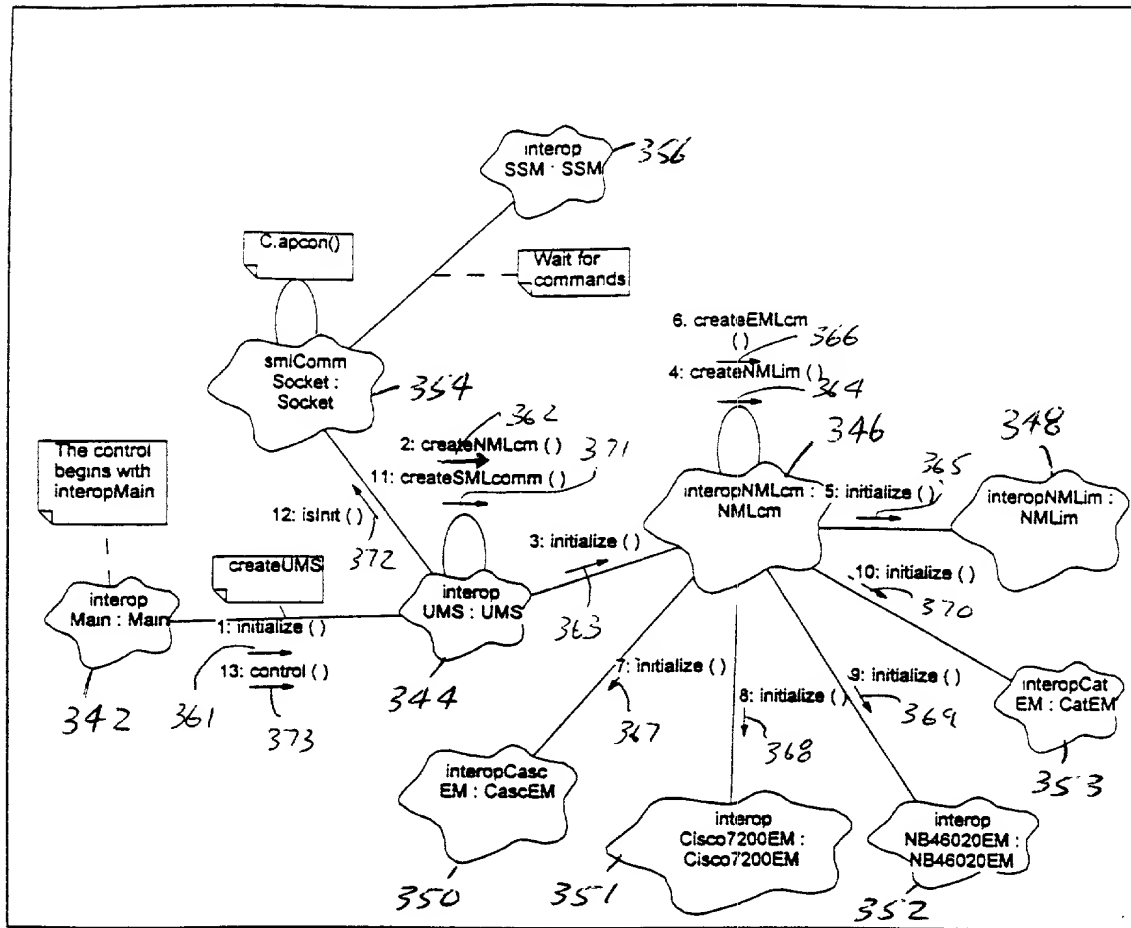 interop
SSM : SSM
356
C.apcon()
Wait for
commands
smlComm
Socket :
Socket
354
6. createEMLcm
()
366
4: createNMLim()
364
The control
begins with
interopMain
362
2: createNMLcm ()
371
11: createSMLcomm ()
346
348
interopNMLcm :
NMLcm
365
5: initialize ()
interopNMLim :
NMLim
12: isInit ()
372
3: initialize ()
363
10: initialize ()
370
createUMS
interop
Main : Main
1: initialize ()
361
13: control ()
373
342
interop
UMS : UMS
344
7: initialize ()
367
8: initialize ()
368
9: initialize ()
369
interopCat
EM : CatEM
353
interopCasc
EM : CascEM
350
interop
Cisco7200EM :
Cisco7200EM
351
interop
NB46020EM :
NB46020EM
352